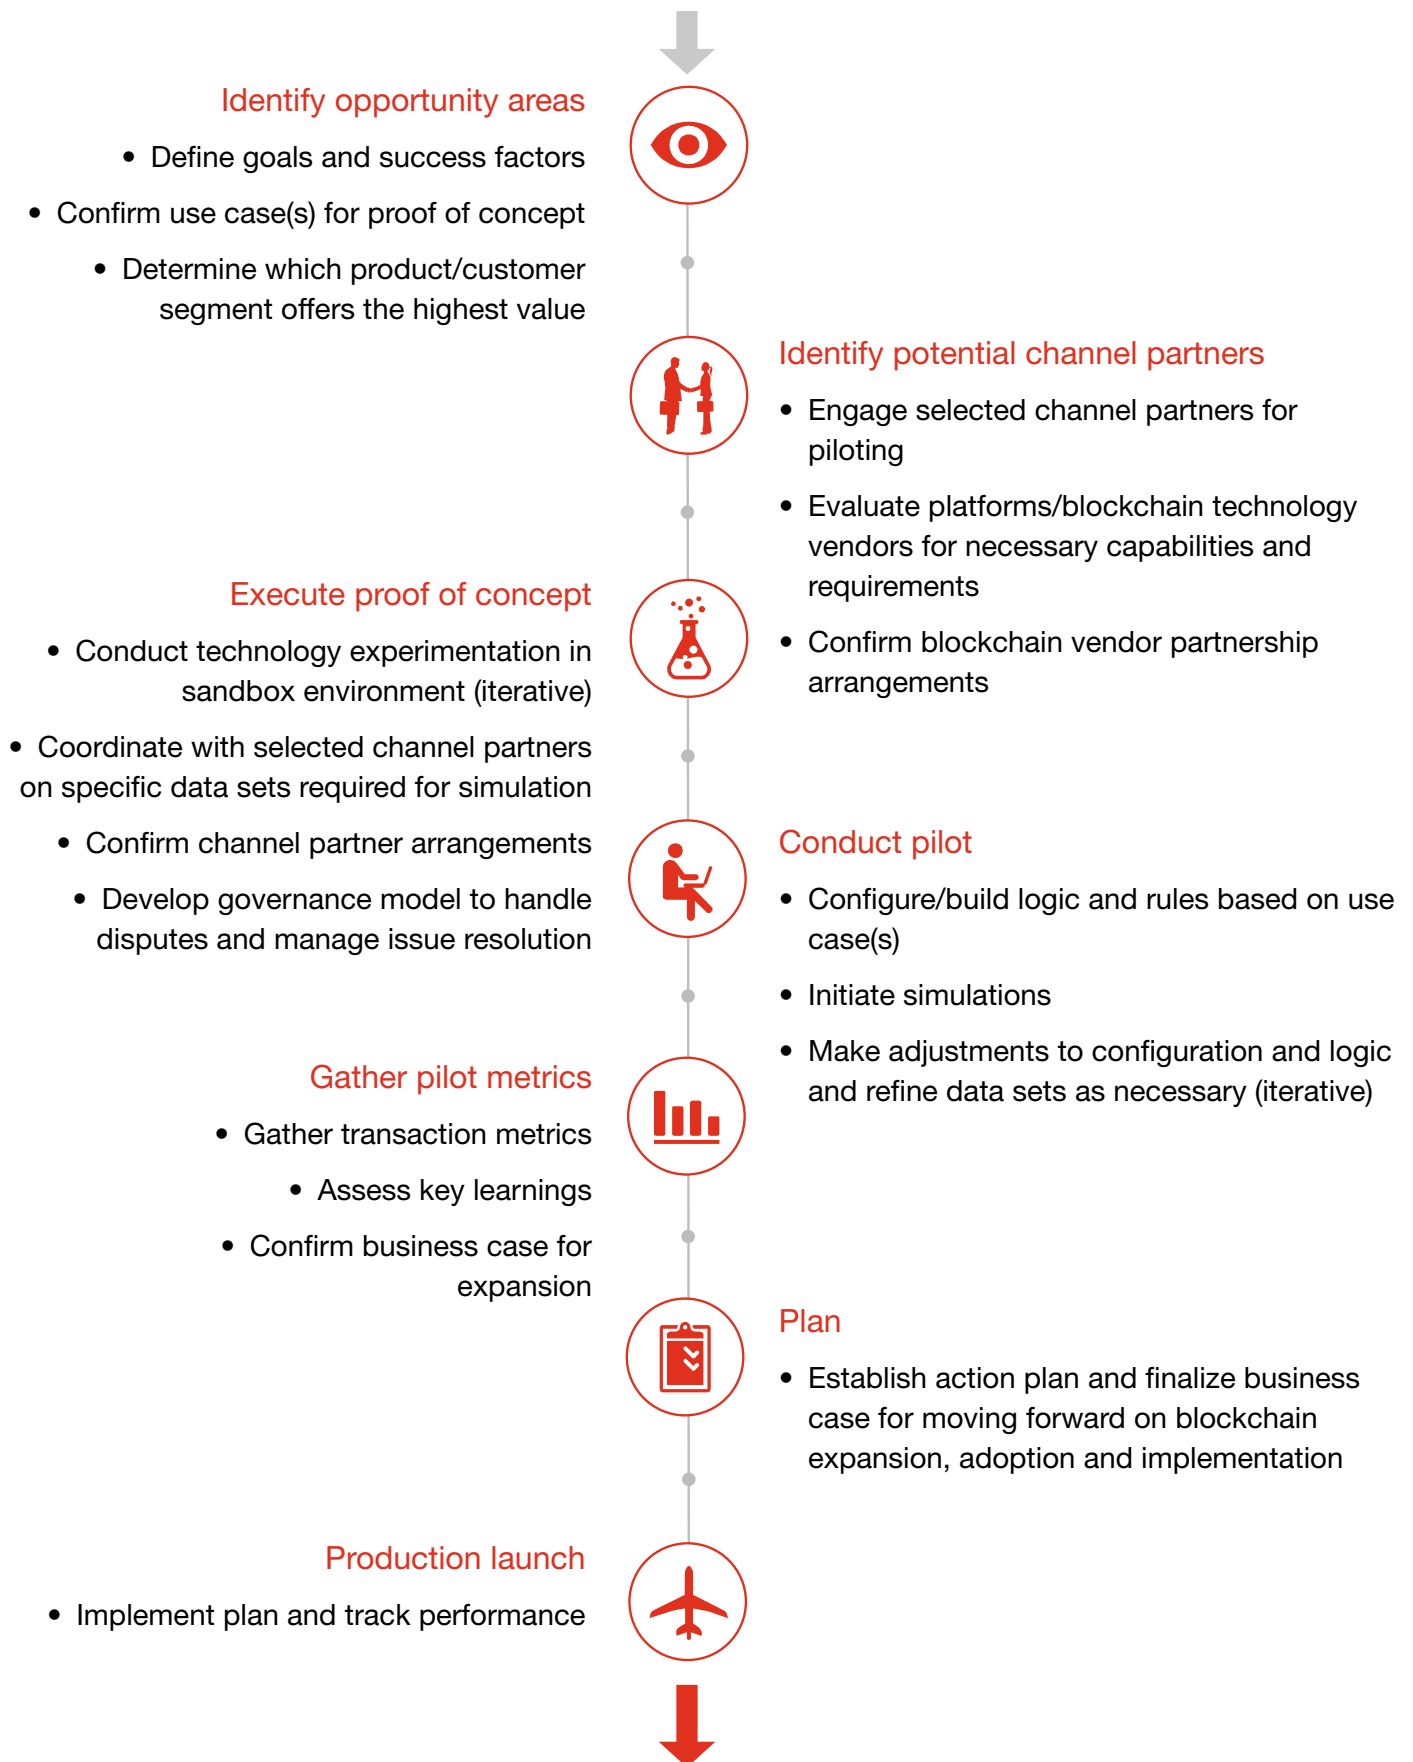 Identify opportunity areas
• Define goals and success factors
• Confirm use case(s) for proof of concept
• Determine which product/customer
segment offers the highest value
Identify potential channel partners
• Engage selected channel partners for
piloting
• Evaluate platforms/blockchain technology
vendors for necessary capabilities and
requirements
• Confirm blockchain vendor partnership
arrangements
Execute proof of concept
• Conduct technology experimentation in
sandbox environment (iterative)
• Coordinate with selected channel partners
on specific data sets required for simulation
• Confirm channel partner arrangements
• Develop governance model to handle
disputes and manage issue resolution
Conduct pilot
• Configure/build logic and rules based on use
case(s)
• Initiate simulations
• Make adjustments to configuration and logic
and refine data sets as necessary (iterative)
Gather pilot metrics
• Gather transaction metrics
• Assess key learnings
• Confirm business case for
expansion
Plan
• Establish action plan and finalize business
case for moving forward on blockchain
expansion, adoption and implementation
Production launch
• Implement plan and track performance